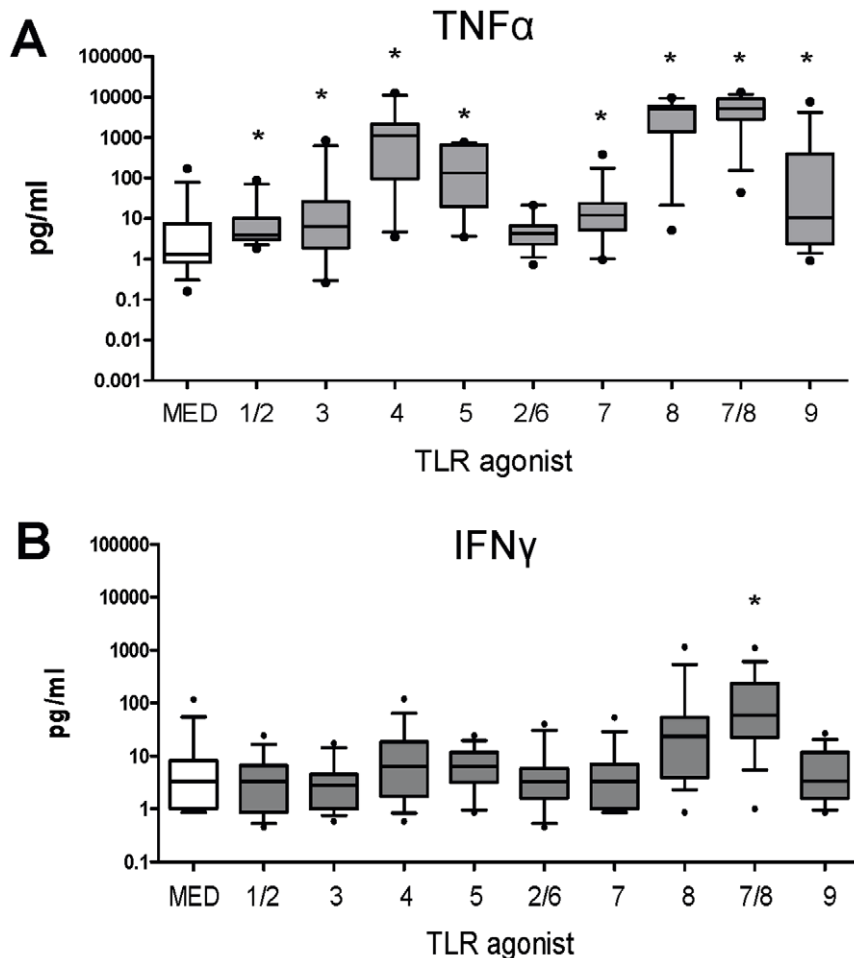 A
TNFα
100000
10000
1000
100
10
1
0.1
0.01
0.001
pg/ml
* * * * * * * *
MED 1/2 3 4 5 2/6 7 8 7/8 9
TLR agonist
B
IFNγ
100000
10000
1000
100
10
1
0.1
pg/ml
*
MED 1/2 3 4 5 2/6 7 8 7/8 9
TLR agonist